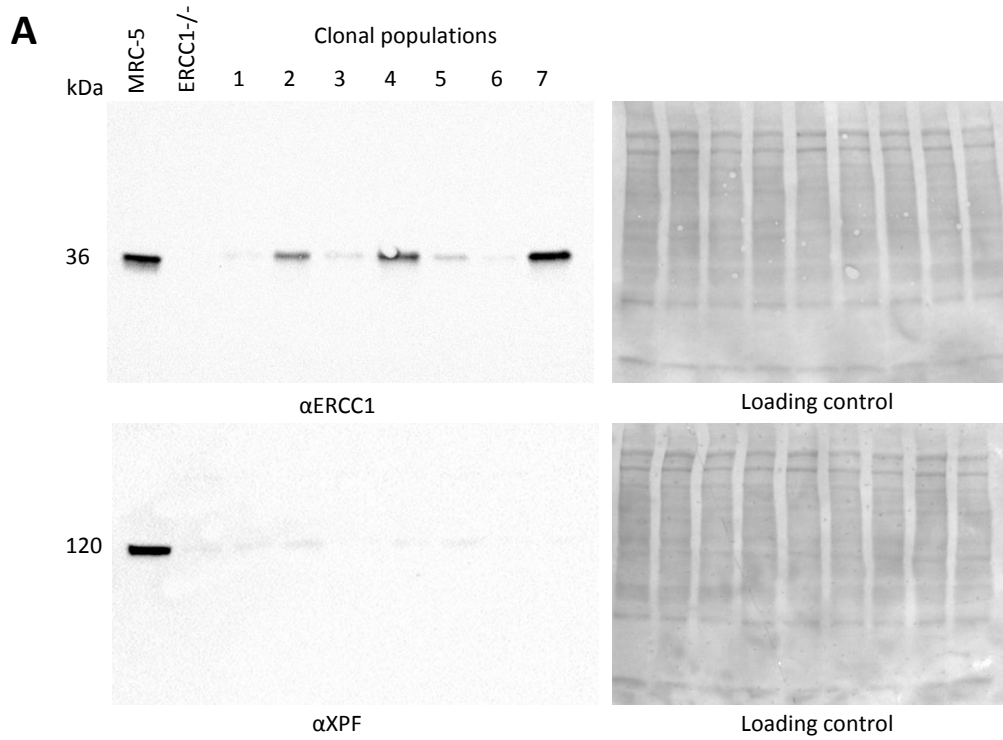 A
MRC-5
ERCC1-/-
Clonal populations
kDa
1 2 3 4 5 6 7
36
αERCC1
Loading control
120
αXPF
Loading control